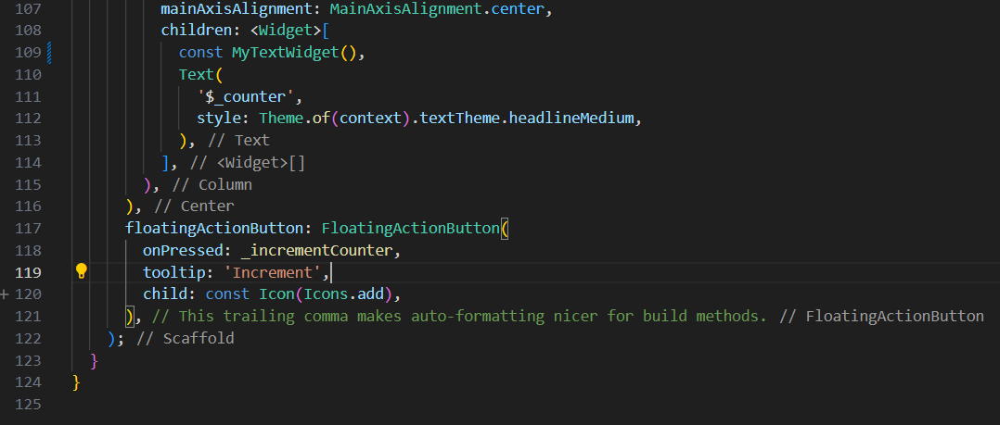 107 mainAxisAlignment: MainAxisAlignment.center,
108 children: <Widget>[
109 const MyTextWidget(),
110 Text(
111 '$_counter',
112 style: Theme.of(context).textTheme.headlineMedium,
113 ), // Text
114 ], // <Widget>[]
115 ), // Column
116 ), // Center
117 floatingActionButton: FloatingActionButton(
118 onPressed: _incrementCounter,
119 tooltip: 'Increment',
120 child: const Icon(Icons.add),
121 ), // This trailing comma makes auto-formatting nicer for build methods. // FloatingActionButton
122 ); // Scaffold
123 }
124 }
125